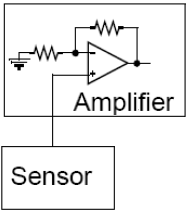 −
+
Amplifier
Sensor